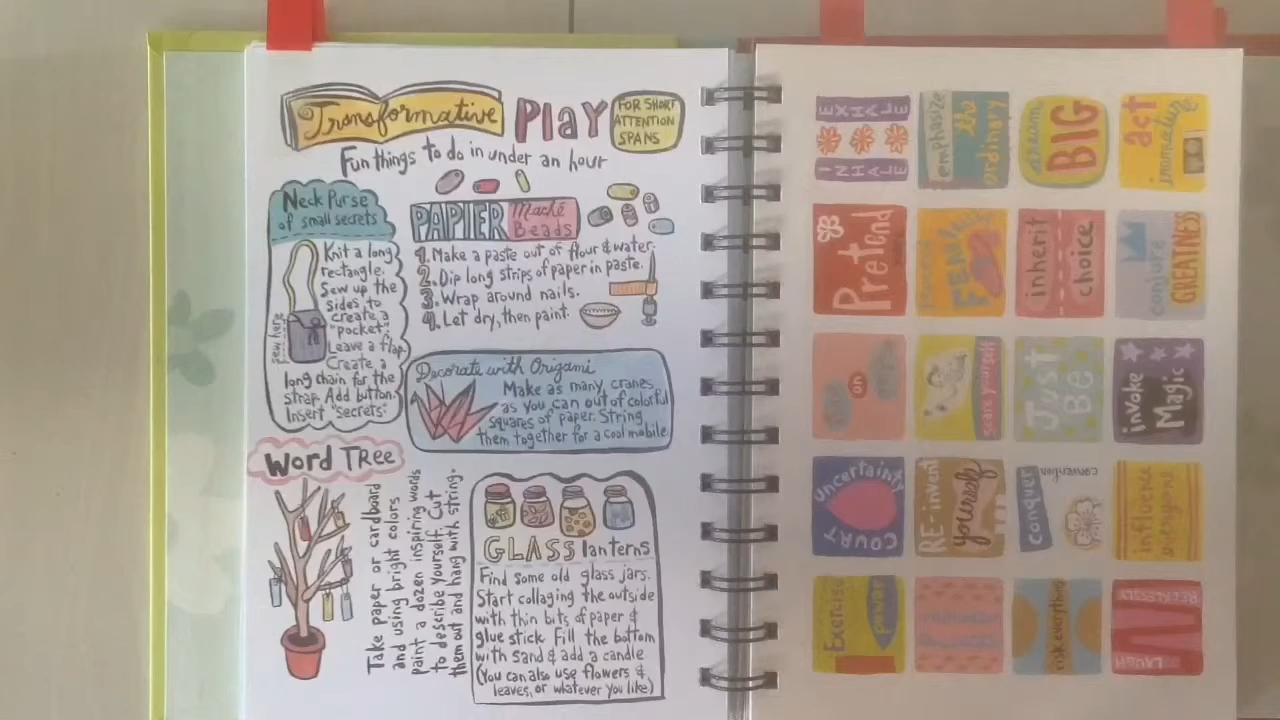 Transformative
PLAY
FOR SHORT
ATTENTION
SPANS
Fun things to do in under an hour
Neck Purse
of small secrets
Knit a long
rectangle.
Sew up the
sides, to
create a
"pocket."
Leave a flap.
Create a
long chain for the
strap. Add button.
Insert "secrets."
sew here
PAPIER Maché
Beads
1. Make a paste out of flour & water.
2. Dip long strips of paper in paste.
3. Wrap around nails.
4. Let dry, then paint.
Decorate with Origami
Make as many cranes
as you can out of colorful
squares of paper. String
them together for a cool mobile.
Word TREE
Take paper or cardboard
and using bright colors
paint a dozen inspiring words
to describe yourself. Cut
them out and hang with string.
GLASS lanterns
Find some old glass jars.
Start collaging the outside
with thin bits of paper &
glue stick. Fill the bottom
with sand & add a candle
(You can also use flowers &
leaves, or whatever you like)
EXHALE
INHALE
emphasize
the
ordinary
dream
BIG
act
immature
Pretend
FEARLESS
inherit
choice
conjure
GREATNESS
on
scare yourself
JUST
BE
invoke
Magic
COURT
uncertainty
RE-invent
yourself
conquer
convention
influence
everyone
Exercise
power
risk everything
LAUGH
RECKLESSLY